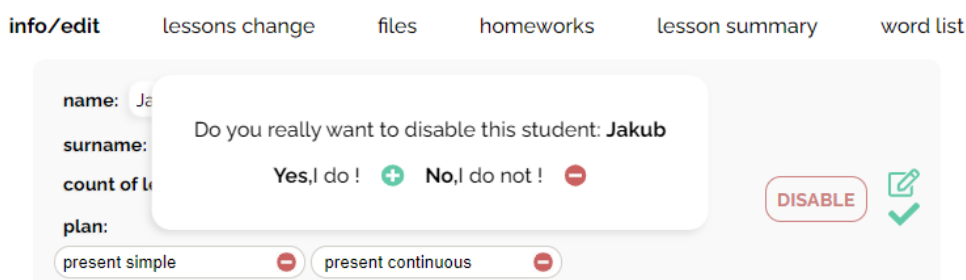 info/edit lessons change files homeworks lesson summary word list
name: Ja
Do you really want to disable this student: Jakub
surname:
Yes,I do ! No,I do not !
count of le
DISABLE
plan:
present simple present continuous